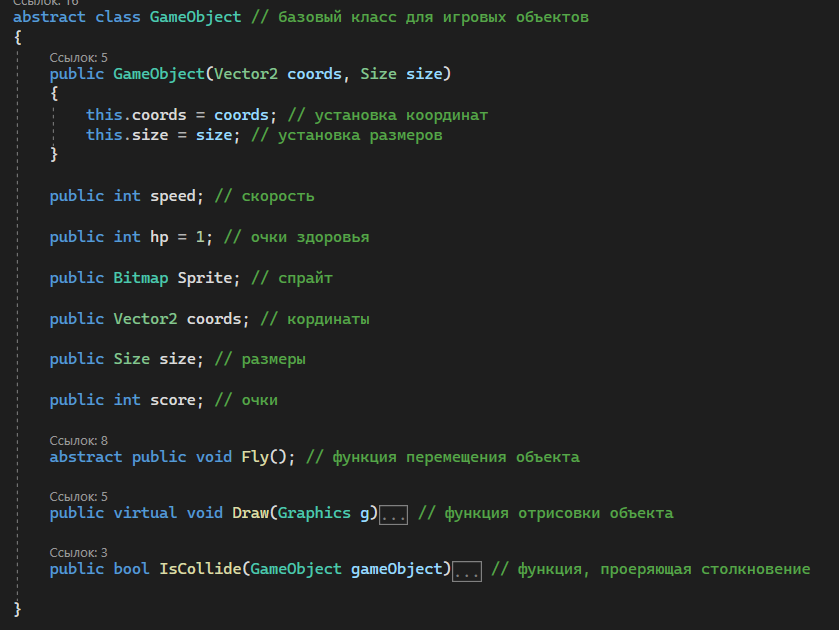 Ссылок: 16
abstract class GameObject // базовый класс для игровых объектов
{
Ссылок: 5
public GameObject(Vector2 coords, Size size)
{
this.coords = coords; // установка координат
this.size = size; // установка размеров
}
public int speed; // скорость
public int hp = 1; // очки здоровья
public Bitmap Sprite; // спрайт
public Vector2 coords; // кординаты
public Size size; // размеры
public int score; // очки
Ссылок: 8
abstract public void Fly(); // функция перемещения объекта
Ссылок: 5
public virtual void Draw(Graphics g)... // функция отрисовки объекта
Ссылок: 3
public bool IsCollide(GameObject gameObject)... // функция, проеряющая столкновение
}